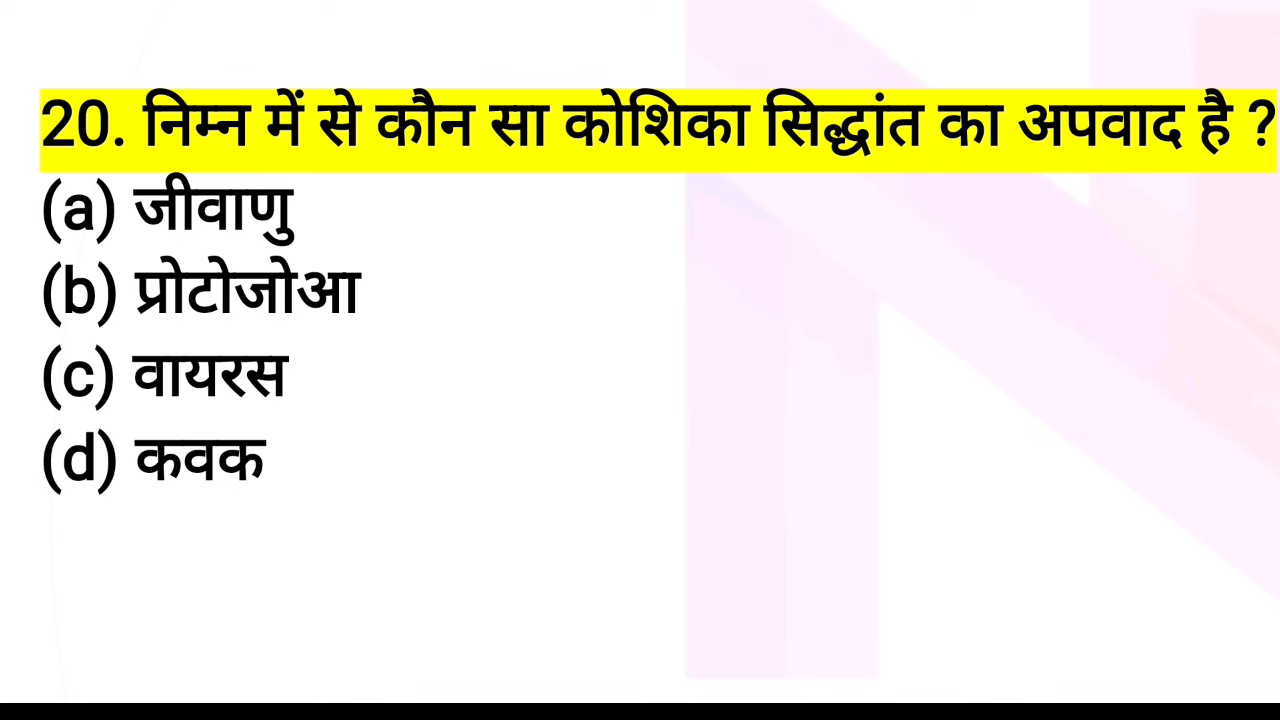 20. निम्न में से कौन सा कोशिका सिद्धांत का अपवाद है ?
(a) जीवाणु
(b) प्रोटोजोआ
(c) वायरस
(d) कवक